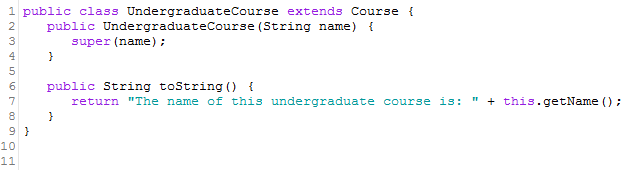 1 public class UndergraduateCourse extends Course {
2    public UndergraduateCourse(String name) {
3       super(name);
4    }
5
6    public String toString() {
7       return "The name of this undergraduate course is: " + this.getName();
8    }
9 }
10
11